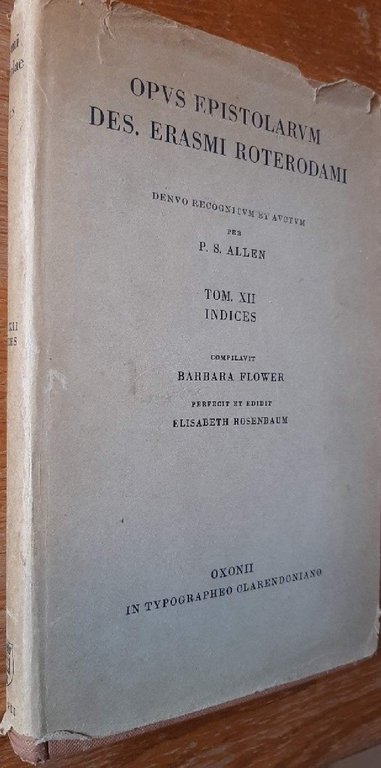 OPVS EPISTOLARVM
DES. ERASMI ROTERODAMI
DENVO RECOGNITVM ET AVCTVM
PER
P. S. ALLEN
TOM. XII
INDICES
COMPILAVIT
BARBARA FLOWER
PERFECIT ET EDIDIT
ELISABETH ROSENBAUM
OXONII
IN TYPOGRAPHEO CLARENDONIANO